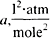 a, l²·atm
mole²